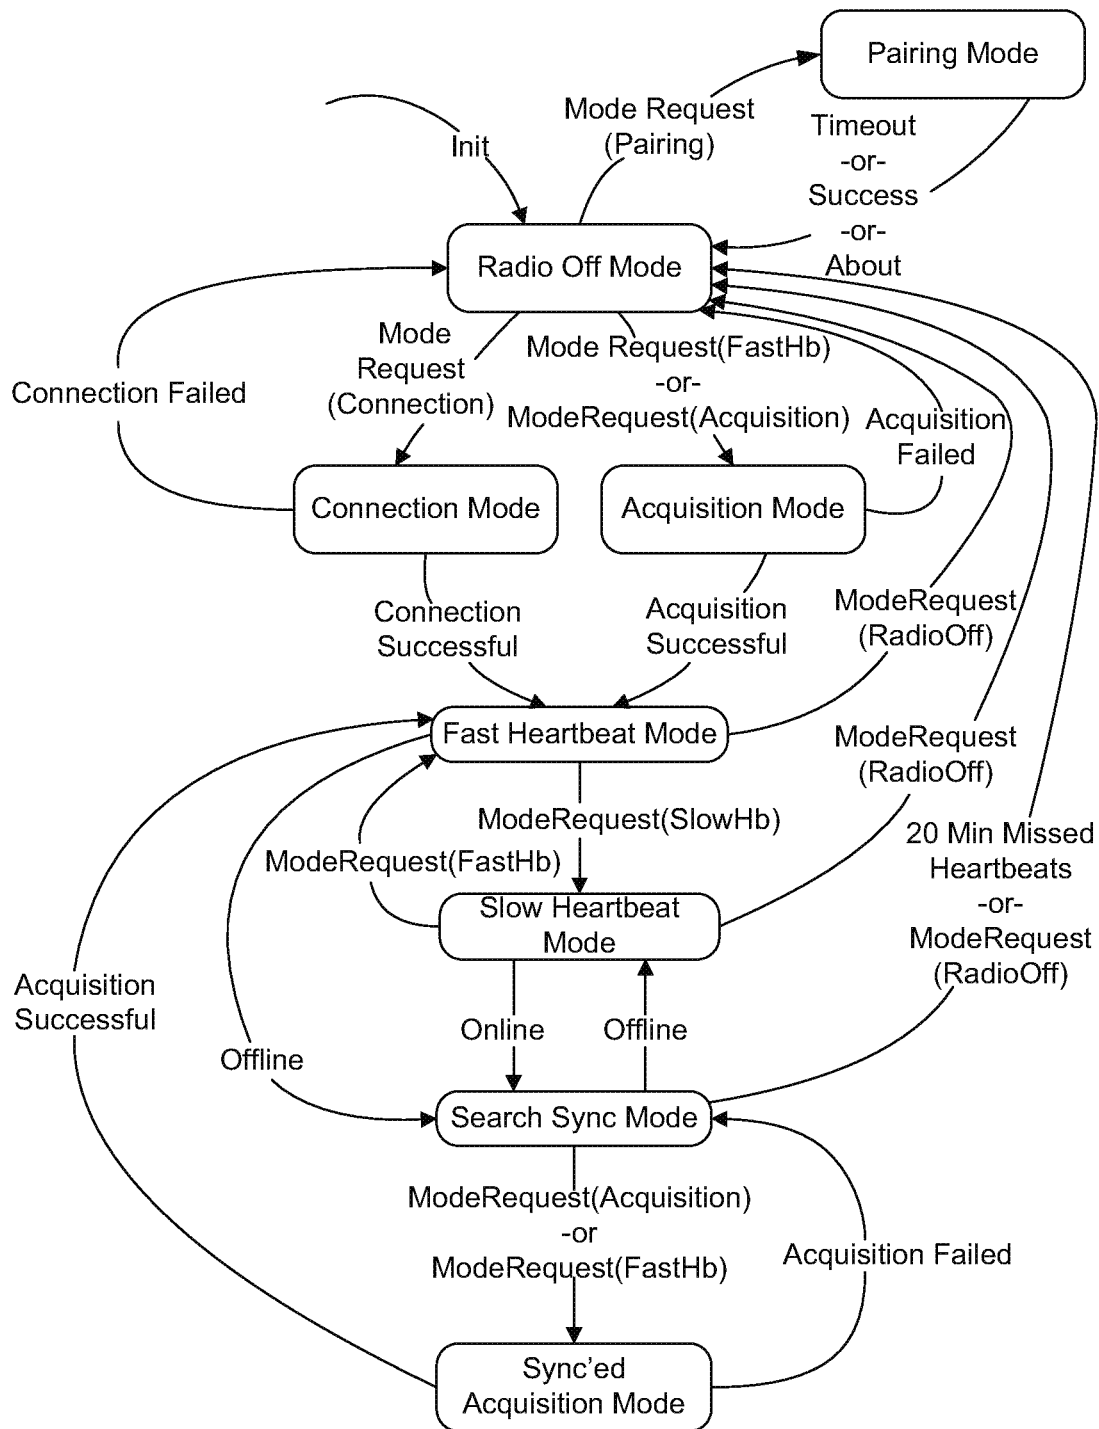 Pairing Mode
Mode Request
(Pairing)
Init
Timeout
-or-
Success
-or-
About
Radio Off Mode
Mode
Request
(Connection)
Mode Request(FastHb)
-or-
ModeRequest(Acquisition)
Connection Failed
Acquisition
Failed
Connection Mode
Acquisition Mode
Connection
Successful
Acquisition
Successful
ModeRequest
(RadioOff)
Fast Heartbeat Mode
ModeRequest
(RadioOff)
ModeRequest(SlowHb)
ModeRequest(FastHb)
20 Min Missed
Heartbeats
-or-
ModeRequest
(RadioOff)
Slow Heartbeat
Mode
Acquisition
Successful
Online
Offline
Offline
Search Sync Mode
ModeRequest(Acquisition)
-or
ModeRequest(FastHb)
Acquisition Failed
Sync'ed
Acquisition Mode